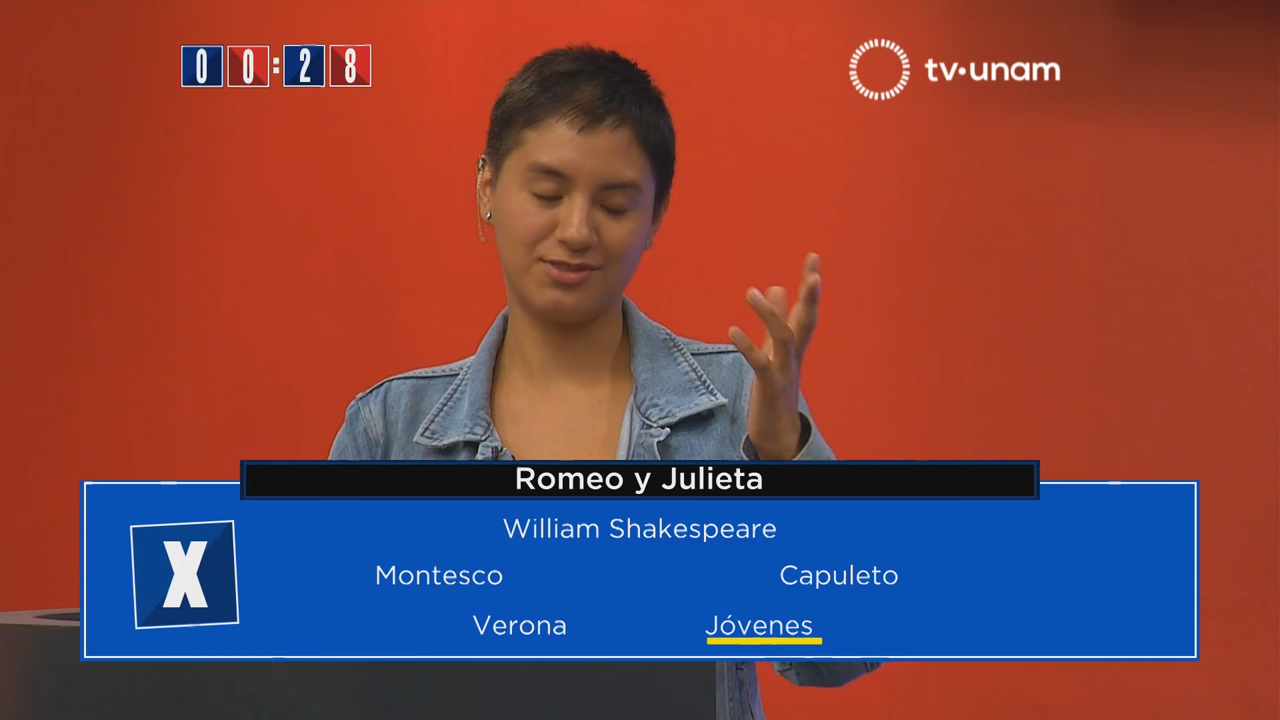 00:28
tv·unam
Romeo y Julieta
William Shakespeare
Montesco Capuleto
X
Verona Jóvenes